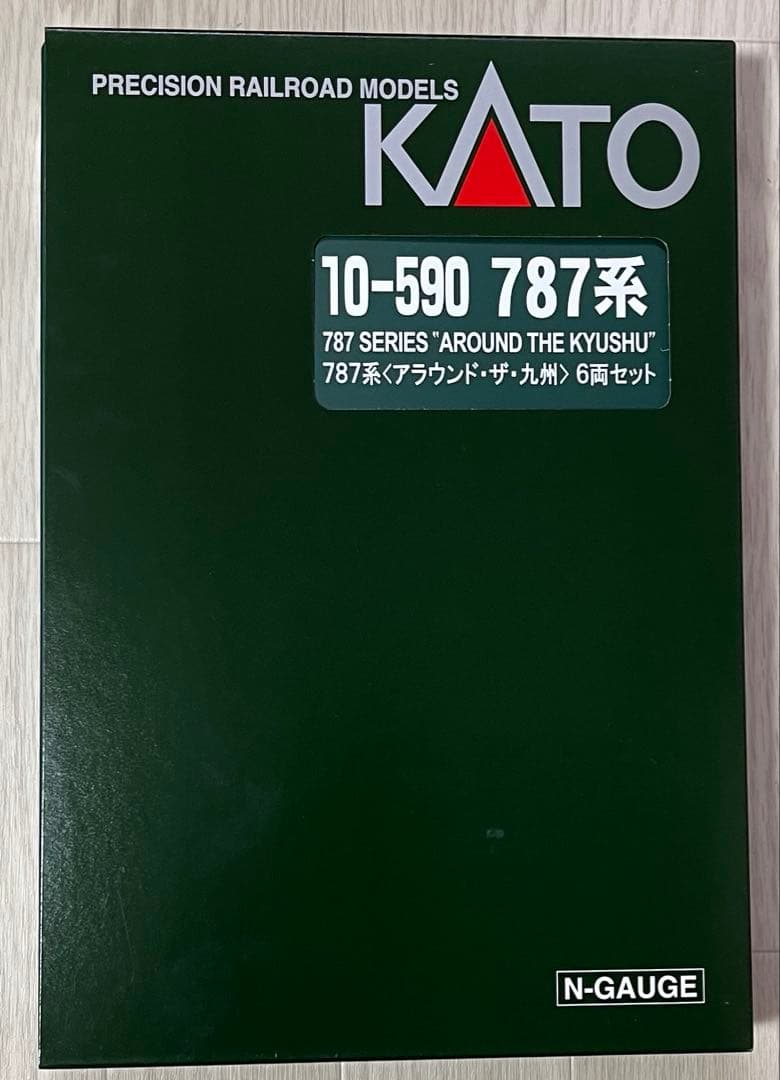 PRECISION RAILROAD MODELS
KATO
10-590 787系
787 SERIES "AROUND THE KYUSHU"
787系〈アラウンド・ザ・九州〉6両セット
N-GAUGE